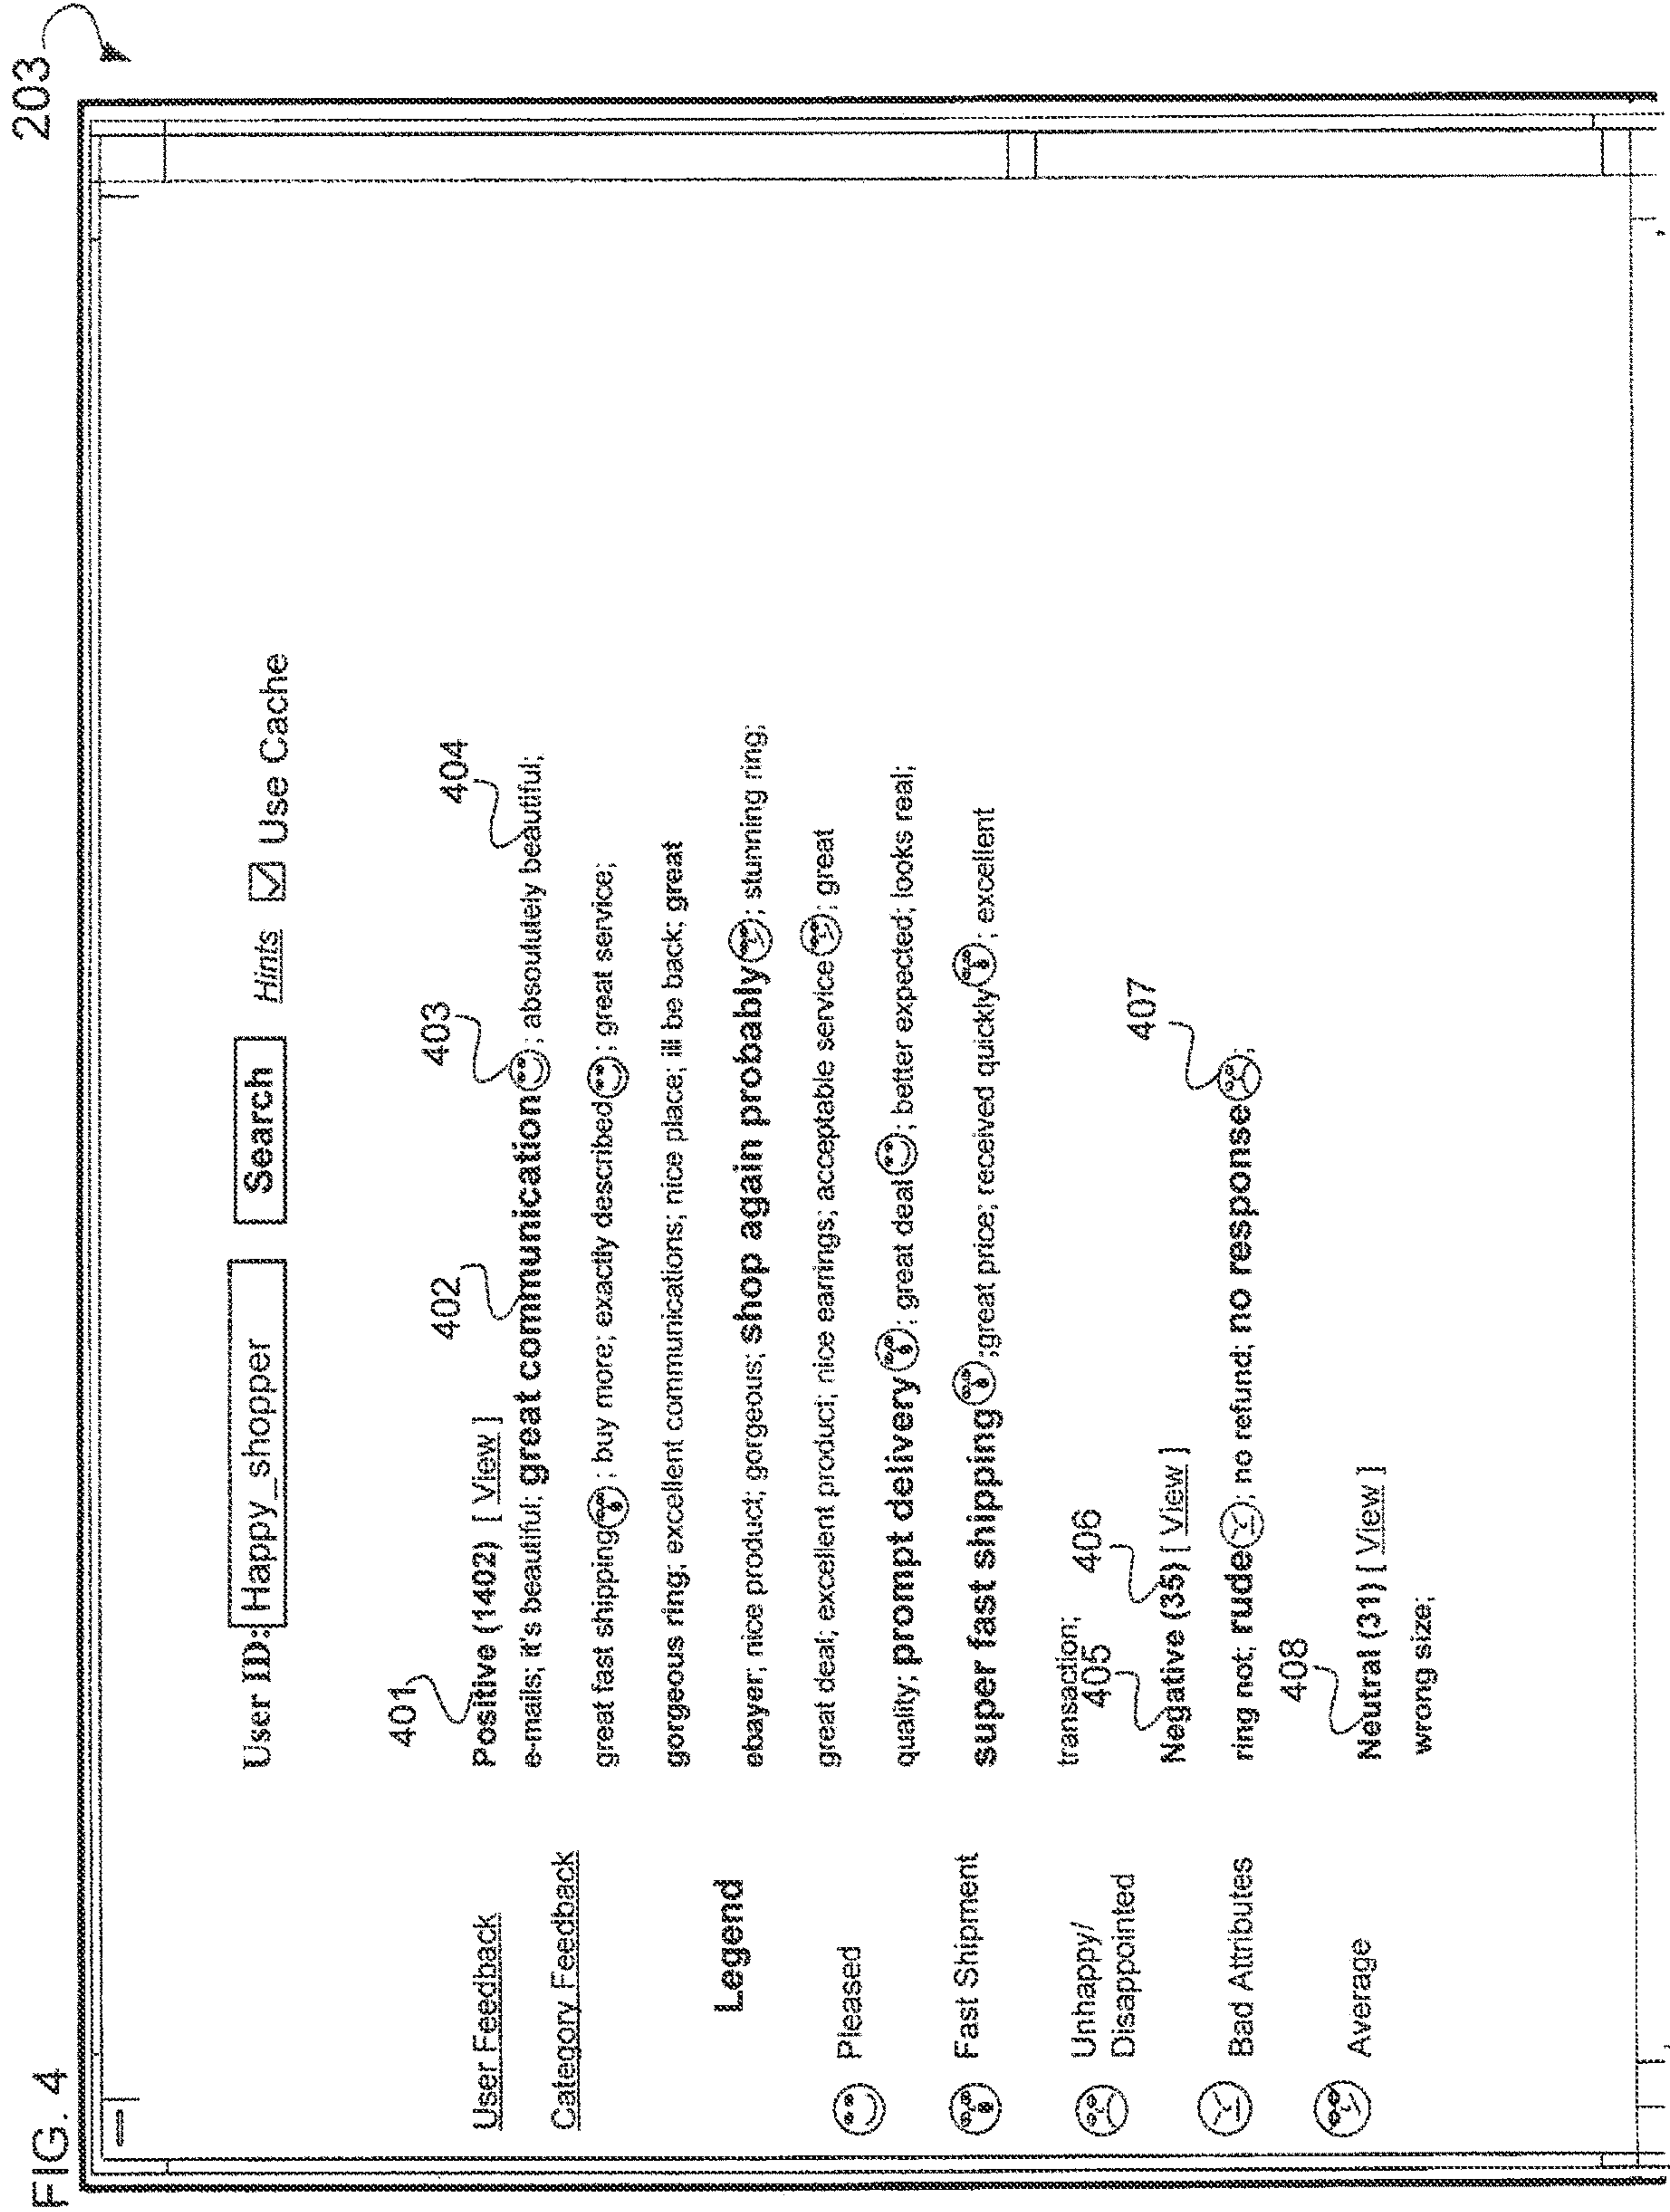 FIG. 4
203
User ID: Happy_shopper Search Hints Use Cache
User Feedback
Category Feedback
Legend
Pleased
Fast Shipment
Unhappy/
Disappointed
Bad Attributes
Average
401
402
403
404
Positive (1402) [ View ]
e-mails; it's beautiful; great communication; absolutely beautiful;
great fast shipping; buy more; exactly described; great service;
gorgeous ring; excellent communications; nice place; ill be back; great
ebayer; nice product; gorgeous; shop again probably; stunning ring;
great deal; excellent product; nice earrings; acceptable service; great
quality; prompt delivery; great deal; better expected; looks real;
super fast shipping;great price; received quickly; excellent
transaction;
405
406
407
Negative (35) [ View ]
ring not; rude; no refund; no response;
408
Neutral (31) [ View ]
wrong size;